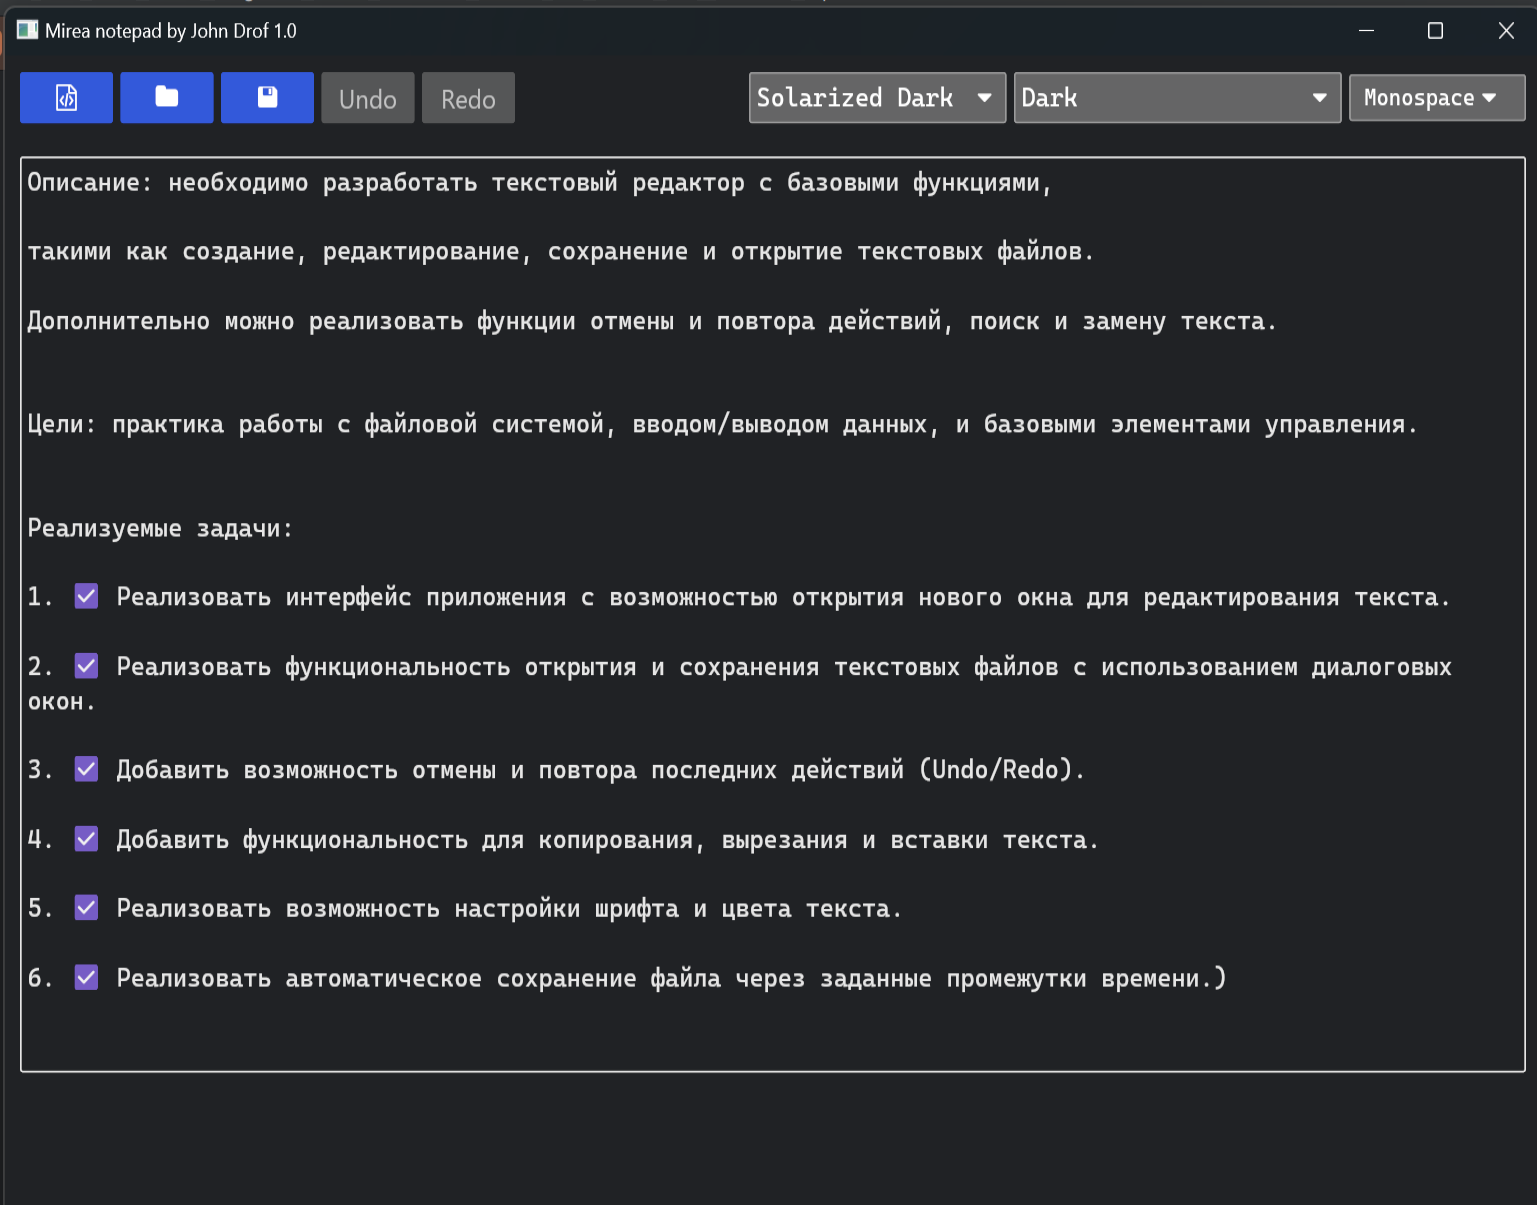 Mirea notepad by John Drof 1.0
Undo Redo Solarized Dark Dark Monospace
Описание: необходимо разработать текстовый редактор с базовыми функциями,
такими как создание, редактирование, сохранение и открытие текстовых файлов.
Дополнительно можно реализовать функции отмены и повтора действий, поиск и замену текста.
Цели: практика работы с файловой системой, вводом/выводом данных, и базовыми элементами управления.
Реализуемые задачи:
1. ✅ Реализовать интерфейс приложения с возможностью открытия нового окна для редактирования текста.
2. ✅ Реализовать функциональность открытия и сохранения текстовых файлов с использованием диалоговых
окон.
3. ✅ Добавить возможность отмены и повтора последних действий (Undo/Redo).
4. ✅ Добавить функциональность для копирования, вырезания и вставки текста.
5. ✅ Реализовать возможность настройки шрифта и цвета текста.
6. ✅ Реализовать автоматическое сохранение файла через заданные промежутки времени.)